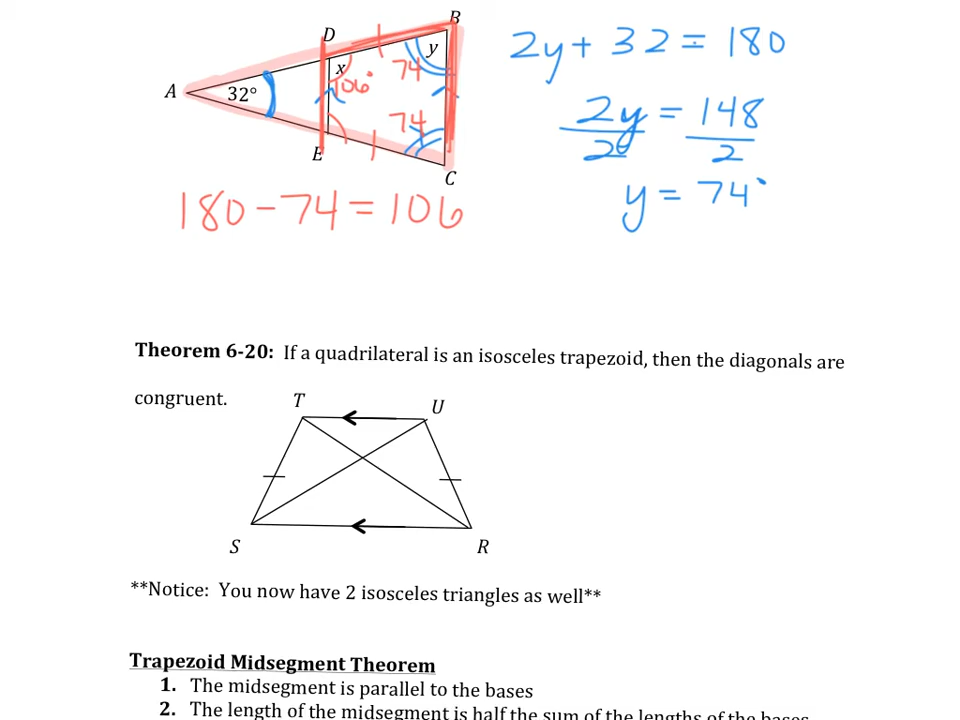 B
D
2y + 32 = 180
y
x
74
A
32°
106°
2y = 148
74
2 2
E
C
y = 74°
180 - 74 = 106
Theorem 6-20: If a quadrilateral is an isosceles trapezoid, then the diagonals are
congruent.
T
U
S
R
**Notice: You now have 2 isosceles triangles as well**
Trapezoid Midsegment Theorem
1. The midsegment is parallel to the bases
2. The length of the midsegment is half the sum of the lengths of the bases